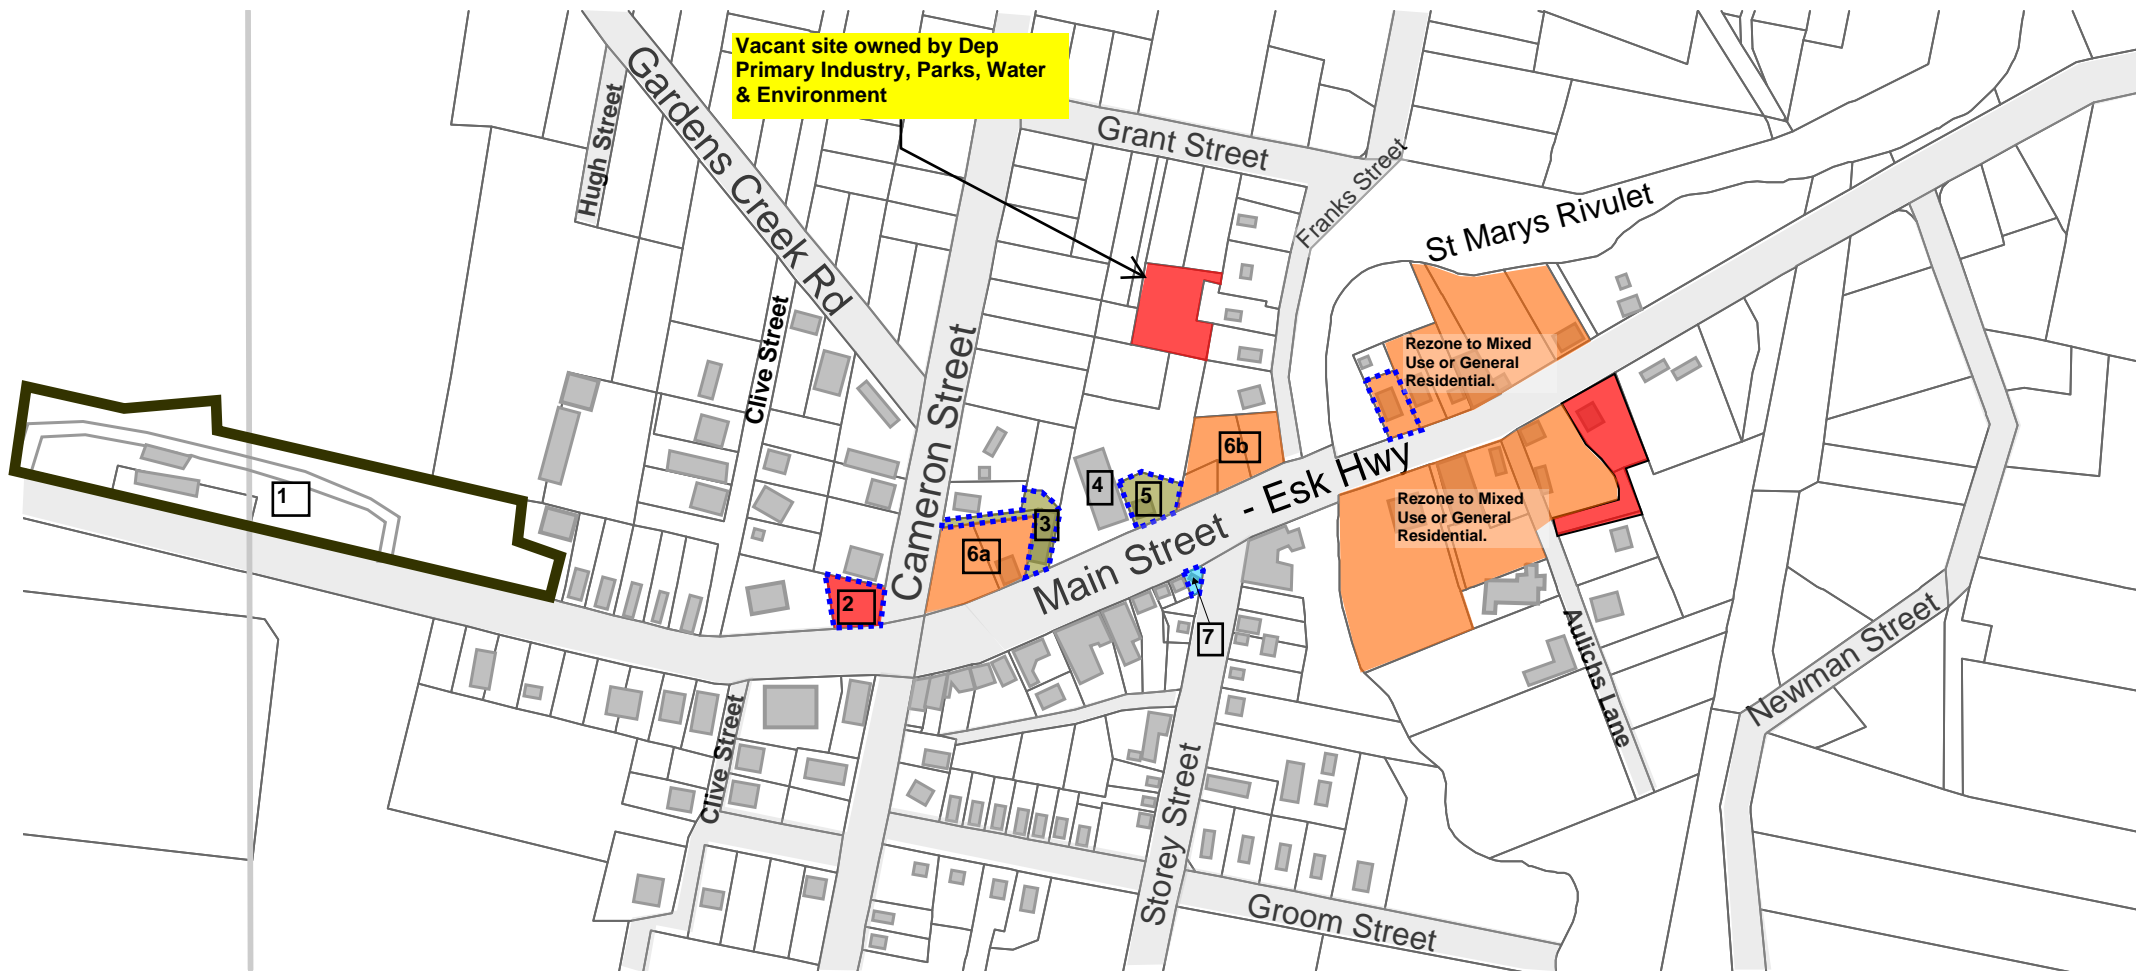 Vacant site owned by Dep
Primary Industry, Parks, Water
& Environment
Gardens Creek Rd
Hugh Street
Grant Street
Franks Street
St Marys Rivulet
Clive Street
Cameron Street
Rezone to Mixed
Use or General
Residential.
6b
4
5
1
3
6a
2
Main Street - Esk Hwy
Rezone to Mixed
Use or General
Residential.
7
Aulichs Lane
Newman Street
Clive Street
Storey Street
Groom Street